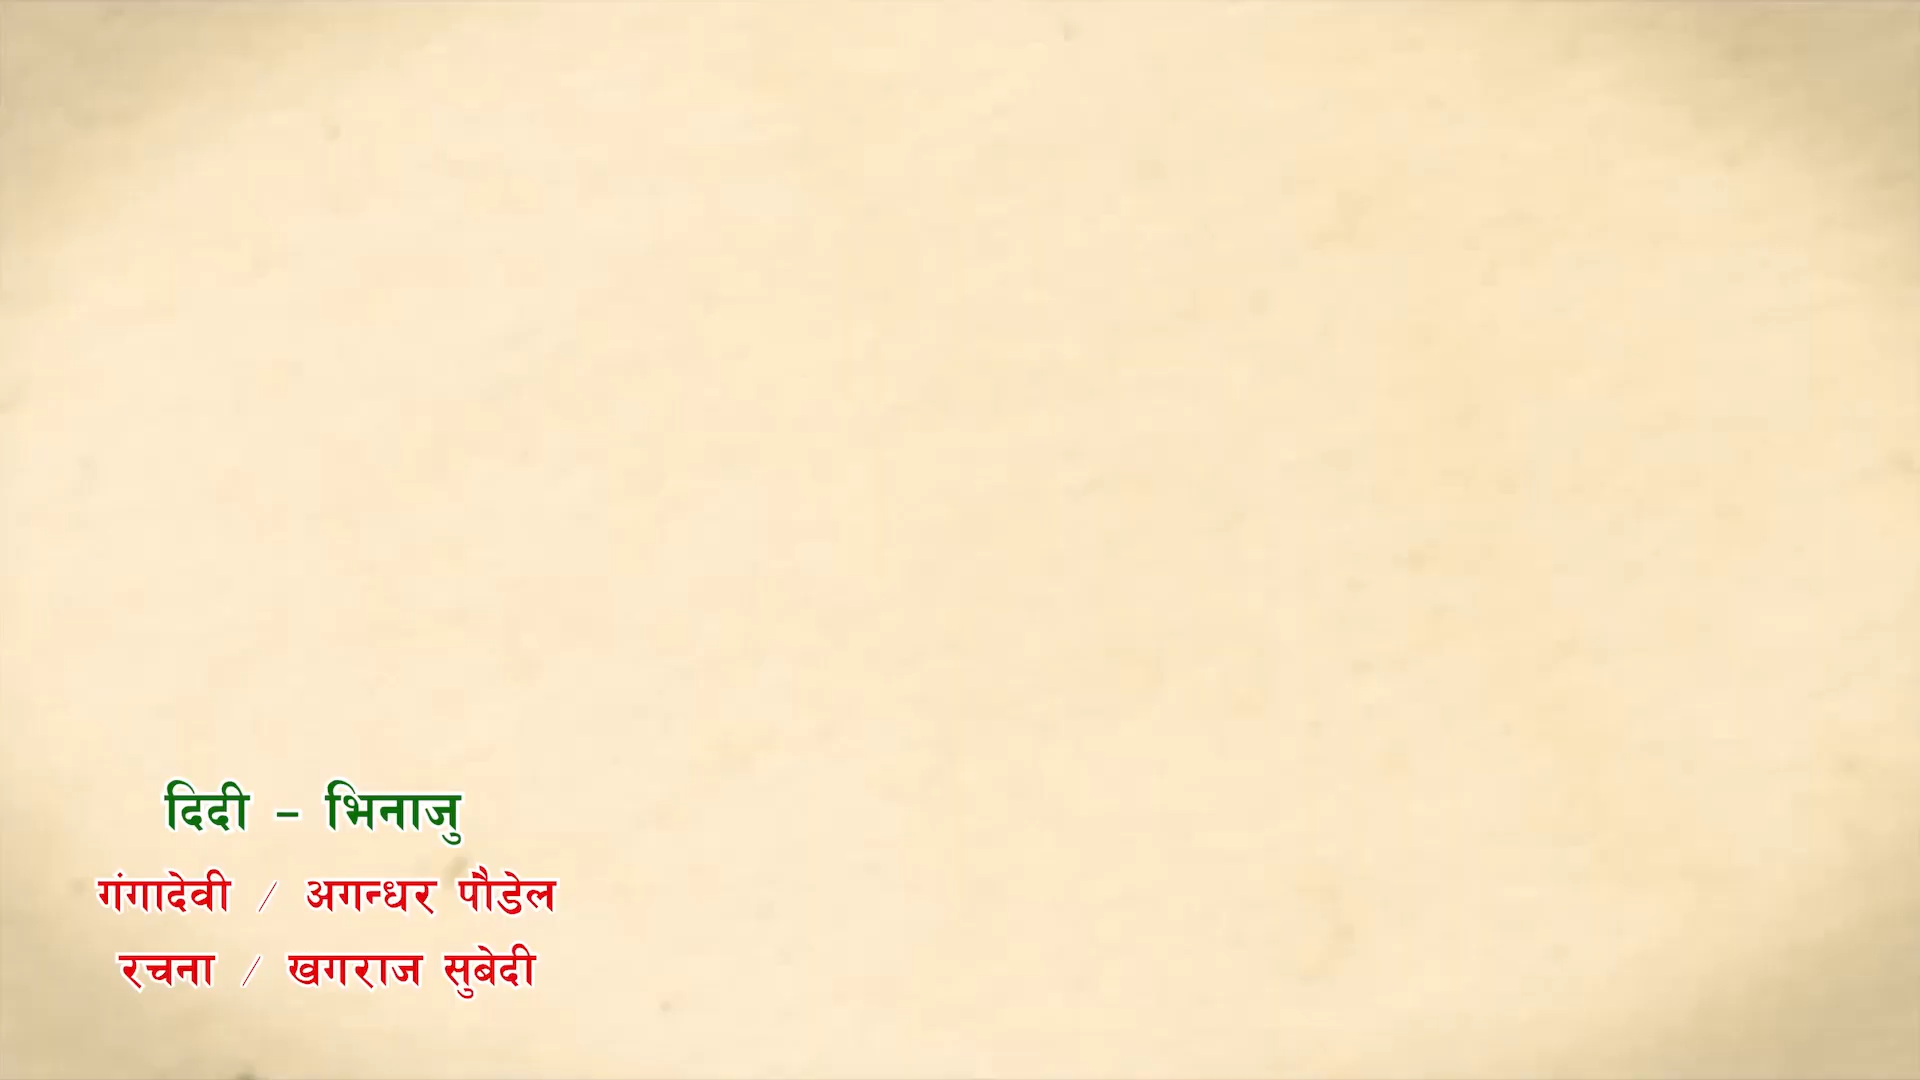 दिदी - भिनाजु
गंगादेवी / अगन्धर पौडेल
रचना / खगराज सुबेदी